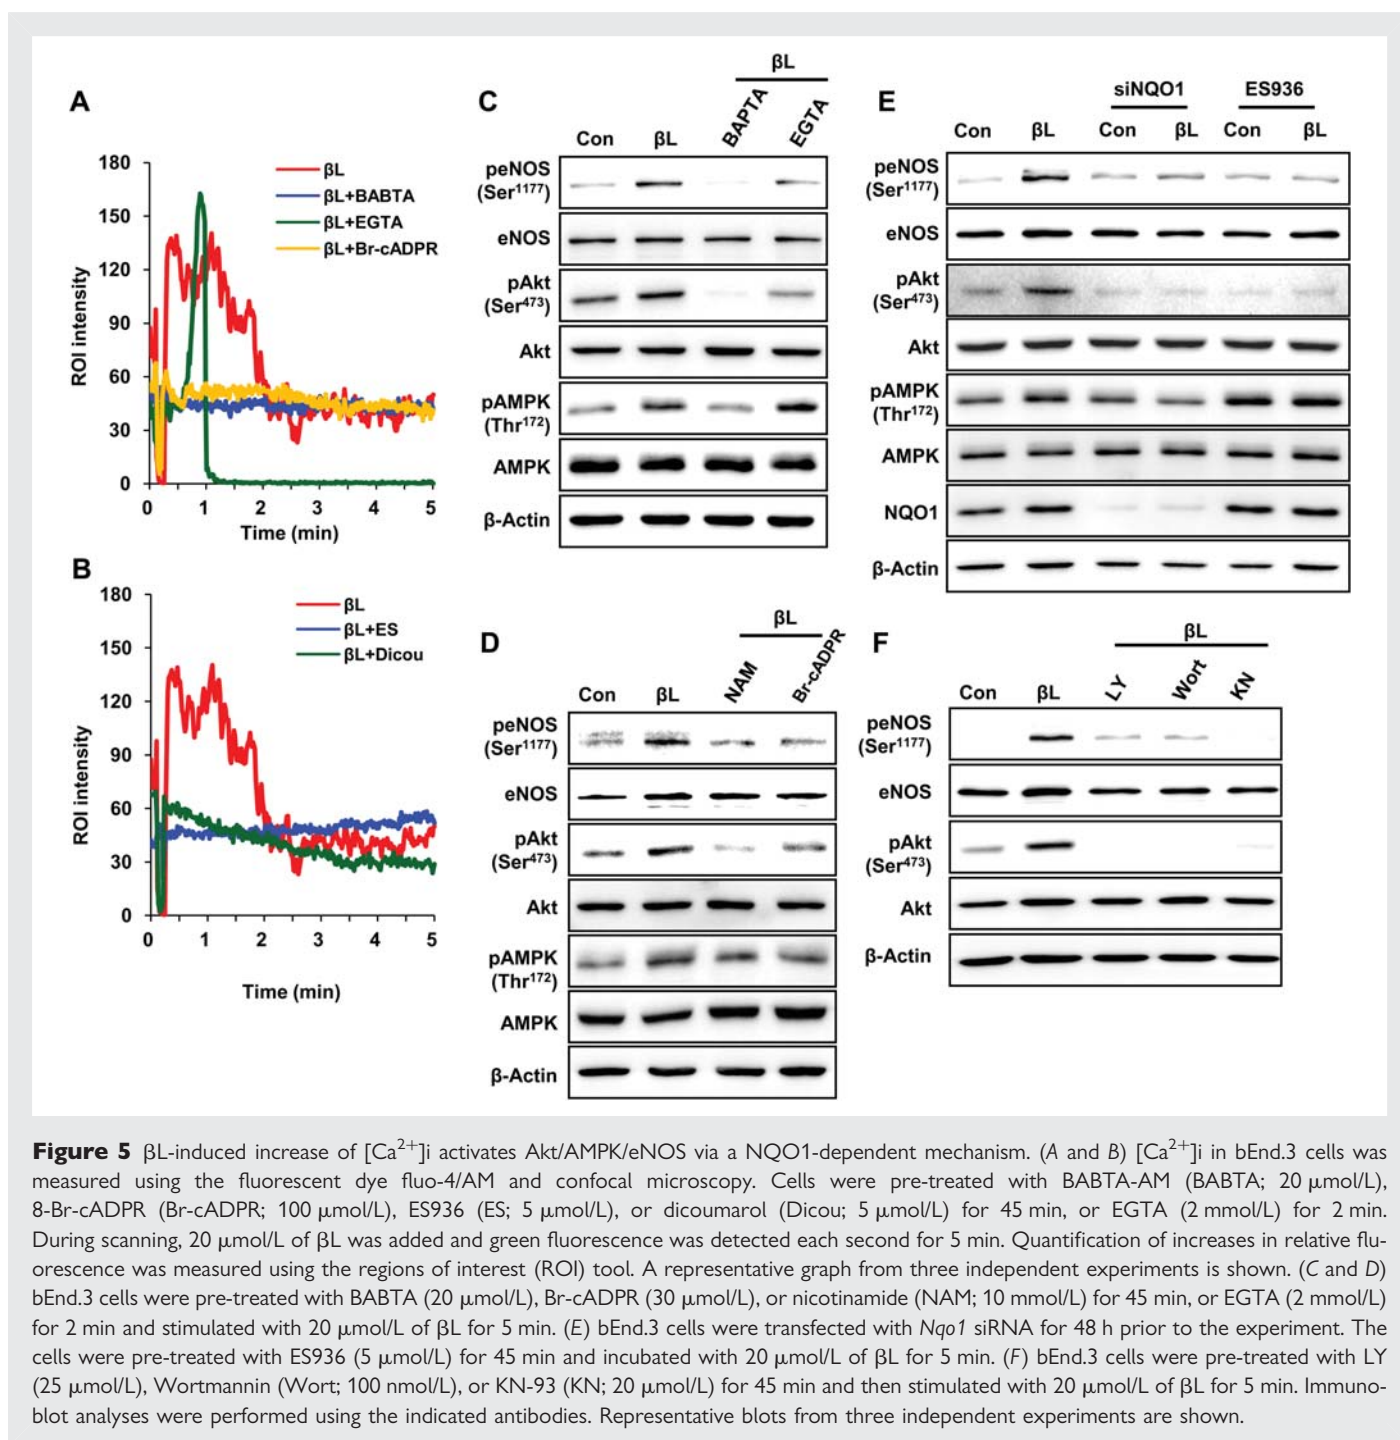 A
180
150
120
90
60
30
0
ROI intensity
0 1 2 3 4 5
Time (min)
βL
βL+BABTA
βL+EGTA
βL+Br-cADPR
B
180
150
120
90
60
30
0
ROI intensity
0 1 2 3 4 5
Time (min)
βL
βL+ES
βL+Dicou
C
βL
Con βL BAPTA EGTA
peNOS
(Ser1177)
eNOS
pAkt
(Ser473)
Akt
pAMPK
(Thr172)
AMPK
β-Actin
D
βL
Con βL NAM Br-cADPR
peNOS
(Ser1177)
eNOS
pAkt
(Ser473)
Akt
pAMPK
(Thr172)
AMPK
β-Actin
E
siNQO1 ES936
Con βL Con βL Con βL
peNOS
(Ser1177)
eNOS
pAkt
(Ser473)
Akt
pAMPK
(Thr172)
AMPK
NQO1
β-Actin
F
βL
Con βL LY Wort KN
peNOS
(Ser1177)
eNOS
pAkt
(Ser473)
Akt
β-Actin
Figure 5 βL-induced increase of [Ca2+]i activates Akt/AMPK/eNOS via a NQO1-dependent mechanism. (A and B) [Ca2+]i in bEnd.3 cells was
measured using the fluorescent dye fluo-4/AM and confocal microscopy. Cells were pre-treated with BABTA-AM (BABTA; 20 μmol/L),
8-Br-cADPR (Br-cADPR; 100 μmol/L), ES936 (ES; 5 μmol/L), or dicoumarol (Dicou; 5 μmol/L) for 45 min, or EGTA (2 mmol/L) for 2 min.
During scanning, 20 μmol/L of βL was added and green fluorescence was detected each second for 5 min. Quantification of increases in relative flu-
orescence was measured using the regions of interest (ROI) tool. A representative graph from three independent experiments is shown. (C and D)
bEnd.3 cells were pre-treated with BABTA (20 μmol/L), Br-cADPR (30 μmol/L), or nicotinamide (NAM; 10 mmol/L) for 45 min, or EGTA (2 mmol/L)
for 2 min and stimulated with 20 μmol/L of βL for 5 min. (E) bEnd.3 cells were transfected with Nqo1 siRNA for 48 h prior to the experiment. The
cells were pre-treated with ES936 (5 μmol/L) for 45 min and incubated with 20 μmol/L of βL for 5 min. (F) bEnd.3 cells were pre-treated with LY
(25 μmol/L), Wortmannin (Wort; 100 nmol/L), or KN-93 (KN; 20 μmol/L) for 45 min and then stimulated with 20 μmol/L of βL for 5 min. Immuno-
blot analyses were performed using the indicated antibodies. Representative blots from three independent experiments are shown.